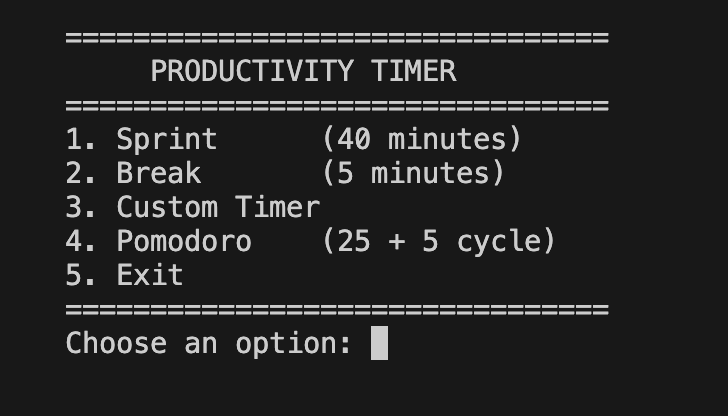 ================================
     PRODUCTIVITY TIMER
================================
1. Sprint      (40 minutes)
2. Break       (5 minutes)
3. Custom Timer
4. Pomodoro    (25 + 5 cycle)
5. Exit
================================
Choose an option: